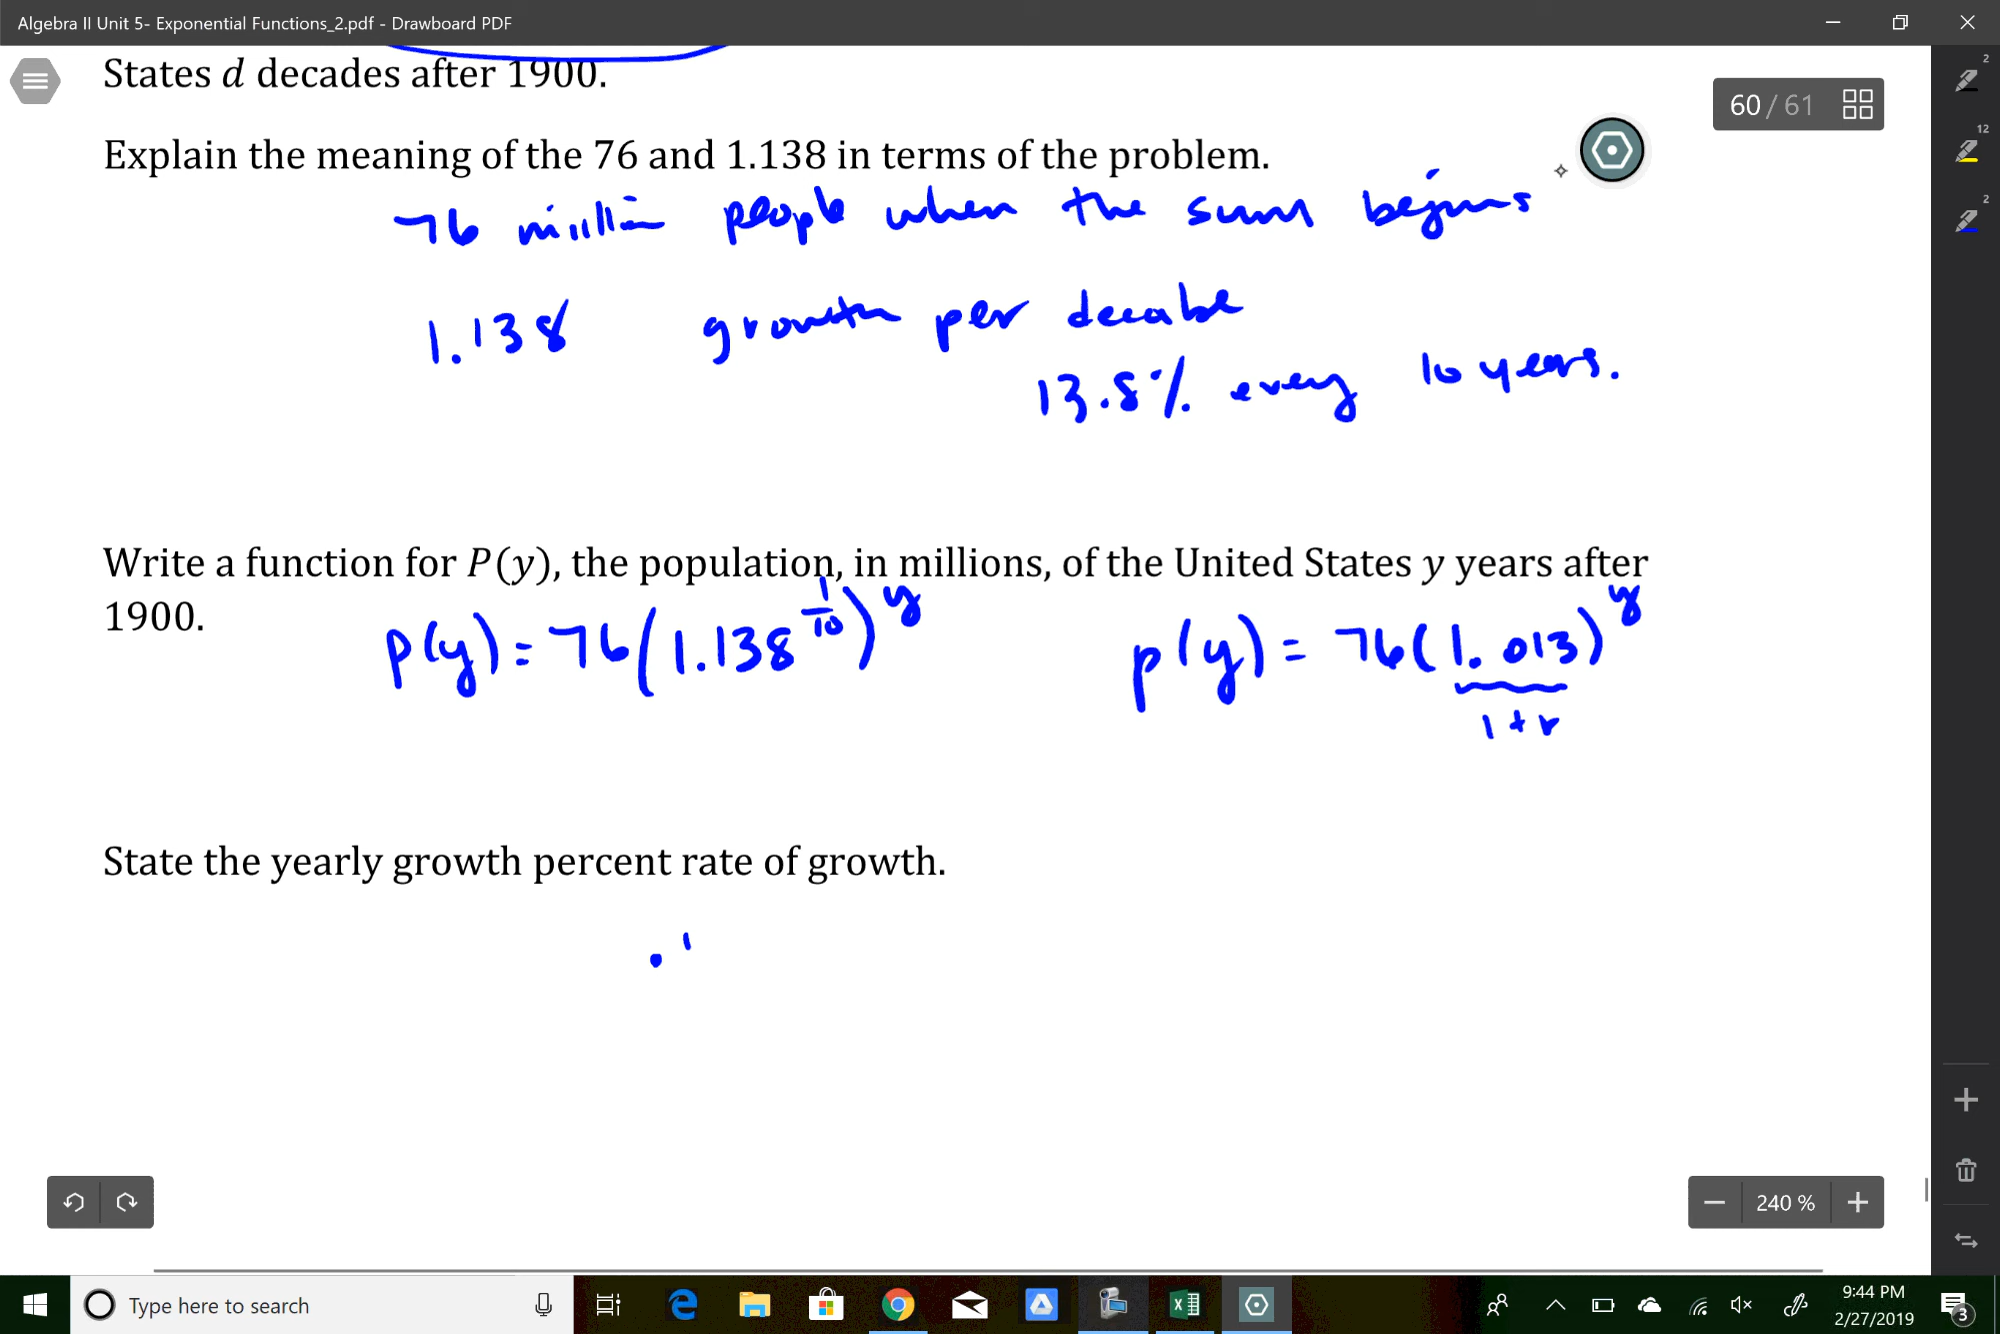 Algebra II Unit 5- Exponential Functions_2.pdf - Drawboard PDF
States d decades after 1900.
60 / 61
2
Explain the meaning of the 76 and 1.138 in terms of the problem.
12
76 million people when the begins
2
1.138 growth per decade
13.8% every 10 years.
Write a function for P(y), the population, in millions, of the United States y years after
1900.
P(y) = 76(1.138^(1/10))^y p(y) = 76(1.013)^y
1+r
State the yearly growth percent rate of growth.
240 %
Type here to search
9:44 PM
2/27/2019
3